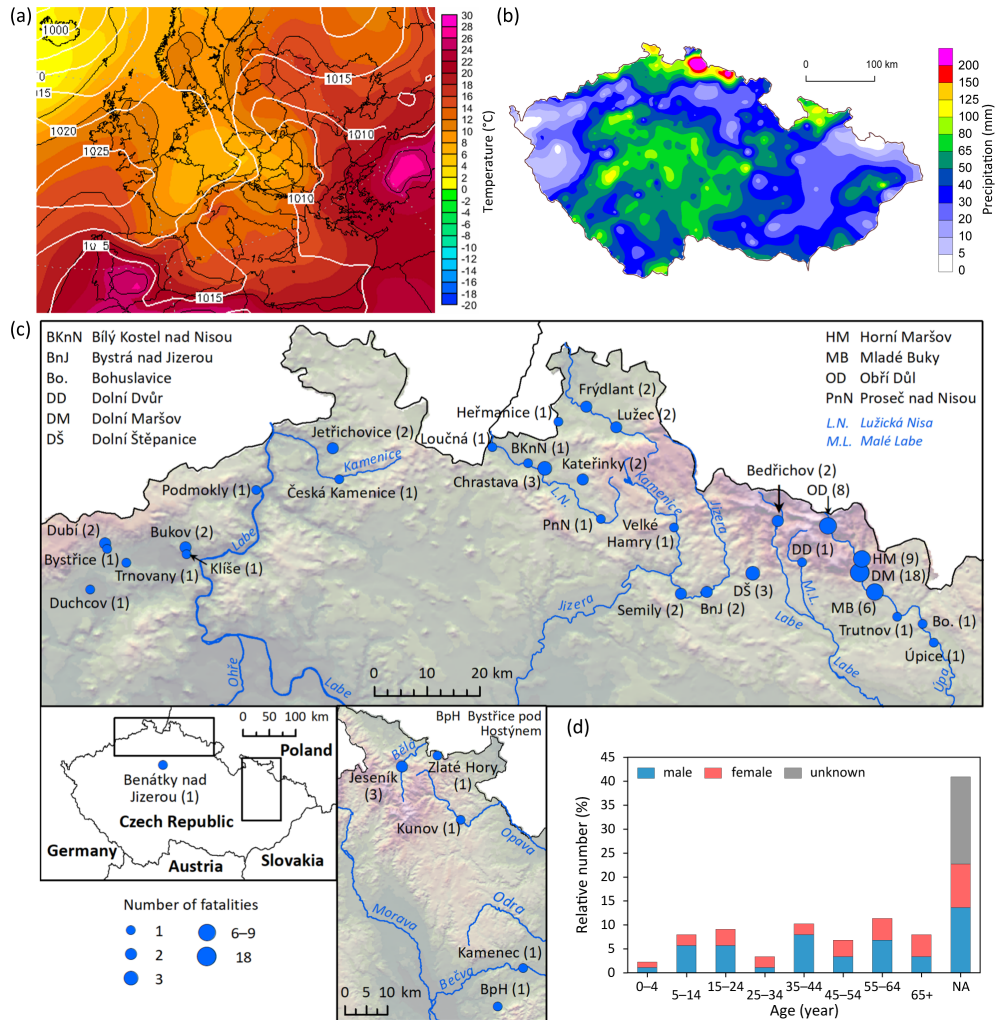 (a)
1000
0
15
1015
1020
1025
1010
1010
1015
10 5
16
30
28
26
24
22
20
18
16
14
12
10
8
6
4
2
0
-2
-4
-6
-8
-10
-12
-14
-16
-18
-20
Temperature (°C)
(b)
0 100 km
200
150
125
100
80
65
50
40
30
20
10
5
0
Precipitation (mm)
(c)
BKnN Bílý Kostel nad Nisou
BnJ Bystrá nad Jizerou
Bo. Bohuslavice
DD Dolní Dvůr
DM Dolní Maršov
DŠ Dolní Štěpanice
HM Horní Maršov
MB Mladé Buky
OD Obří Důl
PnN Proseč nad Nisou
L.N. Lužická Nisa
M.L. Malé Labe
Frýdlant (2)
Heřmanice (1)
Lužec (2)
Jetřichovice (2)
Loučná (1)
BKnN (1)
Kateřinky (2)
Kamenice
Chrastava (3)
Bedřichov (2)
OD (8)
Podmokly (1)
Česká Kamenice (1)
L.N.
Kamenice
Jizera
PnN (1)
Velké
Hamry (1)
Dubí (2)
Bukov (2)
Labe
Bystřice (1)
Klíše (1)
Trnovany (1)
Duchcov (1)
DD (1)
HM (9)
DM (18)
DŠ (3)
M.L.
MB (6)
Jizera
Semily (2)
BnJ (2)
Labe
Trutnov (1)
Bo. (1)
Úpice (1)
Ohře
Labe
Labe
Úpa
0 10 20 km
0 50 100 km
Poland
Benátky nad
Jizerou (1)
Czech Republic
Germany
Austria
Slovakia
Number of fatalities
1
2
3
6–9
18
BpH Bystřice pod
Hostýnem
Bělá
Jeseník
(3)
Zlaté Hory
(1)
Kunov (1)
Opava
Morava
Odra
Kamenec (1)
Bečva
BpH (1)
0 5 10 km
(d)
45
40
35
30
25
20
15
10
5
0
Relative number (%)
male female unknown
0–4
5–14
15–24
25–34
35–44
45–54
55–64
65+
NA
Age (year)